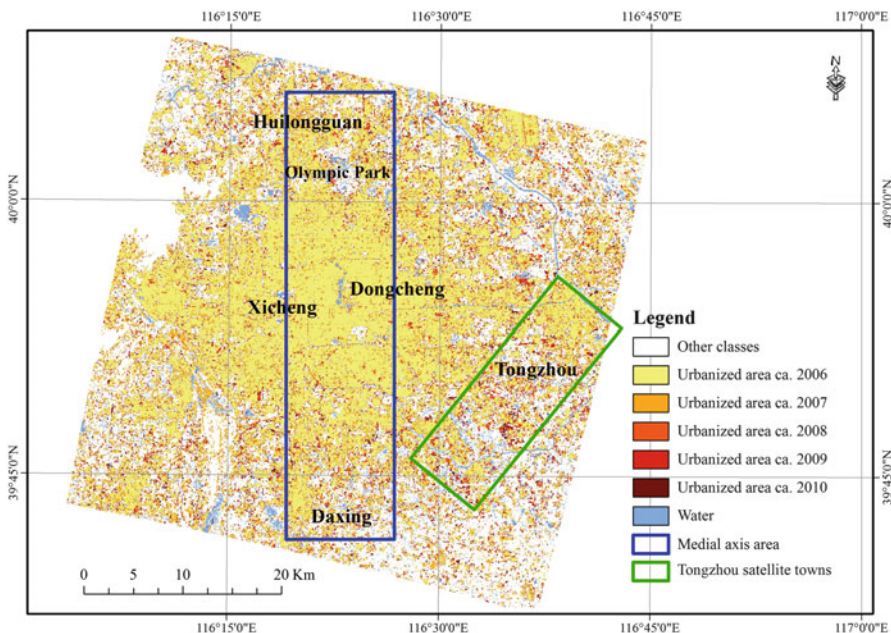 116°15'0"E 116°30'0"E 116°45'0"E 117°0'0"E
N
Huilongguan
Olympic Park
40°0'0"N 40°0'0"N
Dongcheng
Xicheng
Legend
Other classes
Tongzhou
Urbanized area ca. 2006
Urbanized area ca. 2007
Urbanized area ca. 2008
Urbanized area ca. 2009
39°45'0"N 39°45'0"N
Urbanized area ca. 2010
Water
Daxing
Medial axis area
Tongzhou satellite towns
0 5 10 20 Km
116°15'0"E 116°30'0"E 116°45'0"E 117°0'0"E